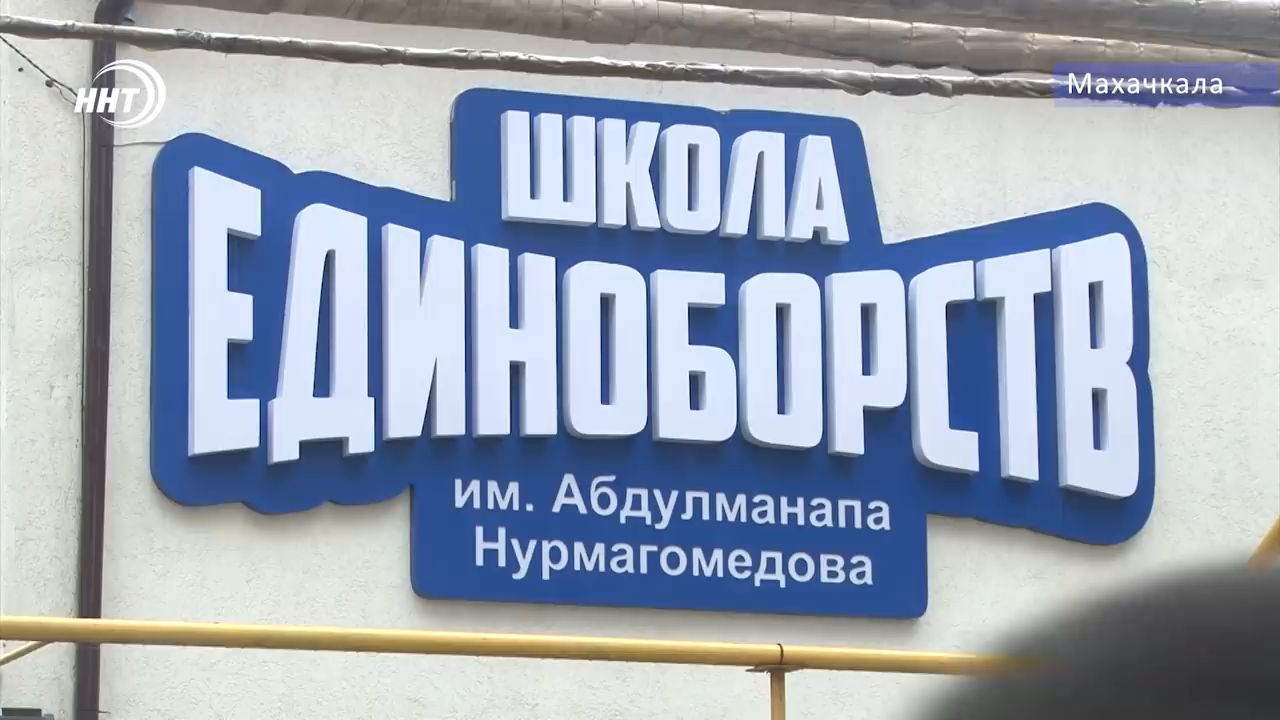 ННТ
Махачкала
ШКОЛА
ЕДИНОБОРСТВ
им. Абдулманапа
Нурмагомедова